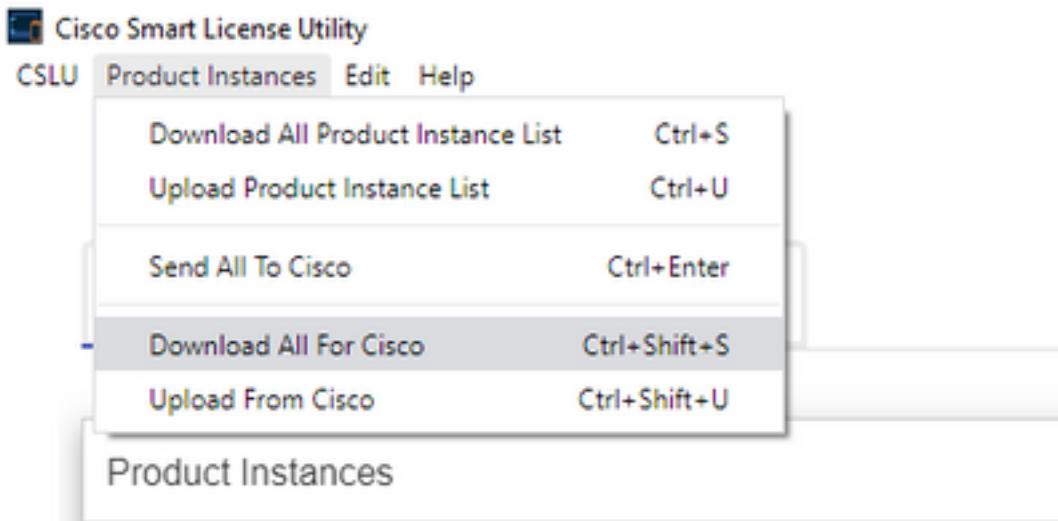 Cisco Smart License Utility
CSLU Product Instances Edit Help
Download All Product Instance List Ctrl+S
Upload Product Instance List Ctrl+U
Send All To Cisco Ctrl+Enter
Download All For Cisco Ctrl+Shift+S
Upload From Cisco Ctrl+Shift+U
Product Instances